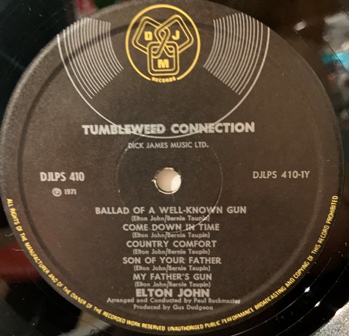 D J
M
RECORDS
TUMBLEWEED CONNECTION
DICK JAMES MUSIC LTD.
DJLPS 410
DJLPS 410-1Y
Ⓟ 1971
BALLAD OF A WELL-KNOWN GUN
(Elton John/Bernie Taupin)
COME DOWN IN TIME
(Elton John/Bernie Taupin)
COUNTRY COMFORT
(Elton John/Bernie Taupin)
SON OF YOUR FATHER
(Elton John/Bernie Taupin)
MY FATHER'S GUN
(Elton John/Bernie Taupin)
ELTON JOHN
Arranged and Conducted by Paul Buckmaster
Produced by Gus Dudgeon
ALL RIGHTS OF THE MANUFACTURER AND OF THE OWNER OF THE RECORDED WORK RESERVED UNAUTHORISED PUBLIC PERFORMANCE BROADCASTING AND COPYING OF THIS RECORD PROHIBITED